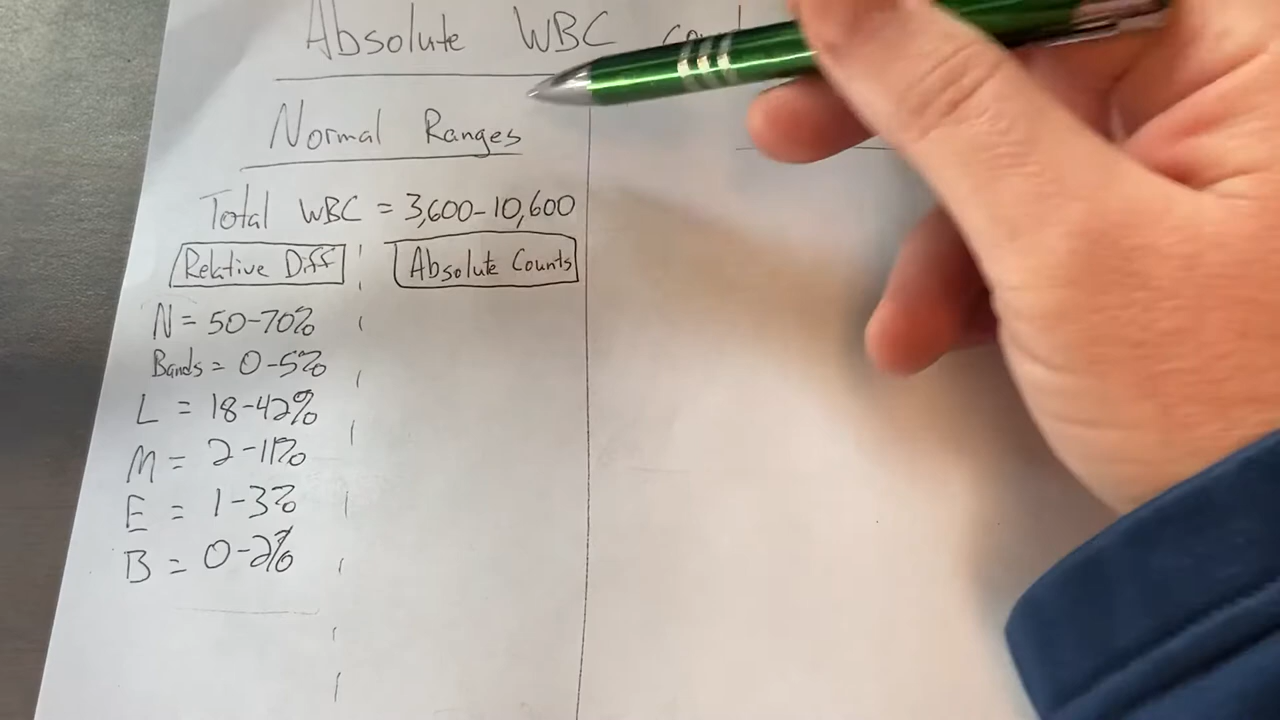 Absolute WBC
Normal Ranges
Total WBC = 3,600-10,600
Relative Diff
Absolute Counts
N = 50-70%
Bands = 0-5%
L = 18-42%
M = 2-11%
E = 1-3%
B = 0-2%